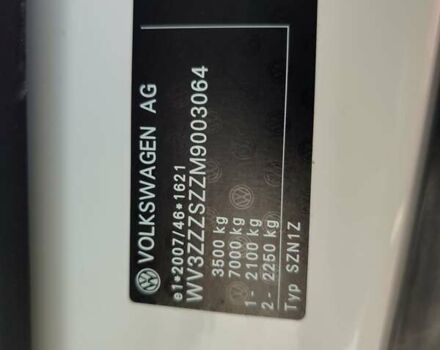 VOLKSWAGEN AG
e1*2007/46*1621
WV3ZZZSZZM9003064
3500 kg
7000 kg
1- 2100 kg
2- 2250 kg
Typ SZN1Z